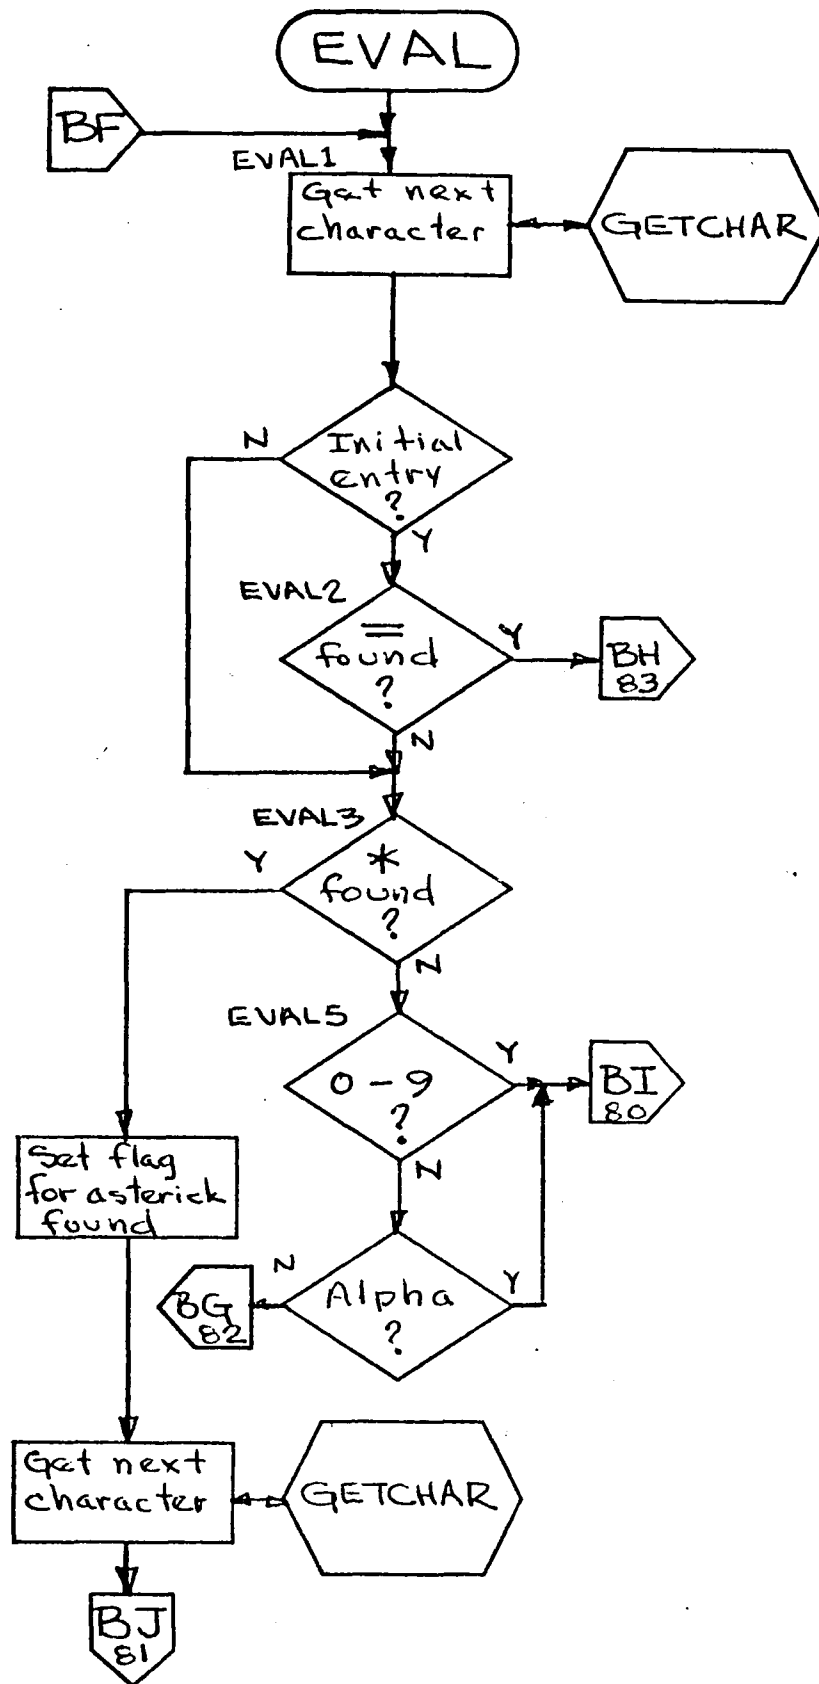 EVAL
BF
EVAL1
Get next
character
GETCHAR
N
Initial
entry
?
Y
EVAL2
=
found
?
Y
BH
83
N
EVAL3
Y
*
found
?
N
EVAL5
0-9
?
Y
BI
80
N
Set flag
for asterick
found
N
Alpha
?
Y
BG
82
Get next
character
GETCHAR
BJ
81